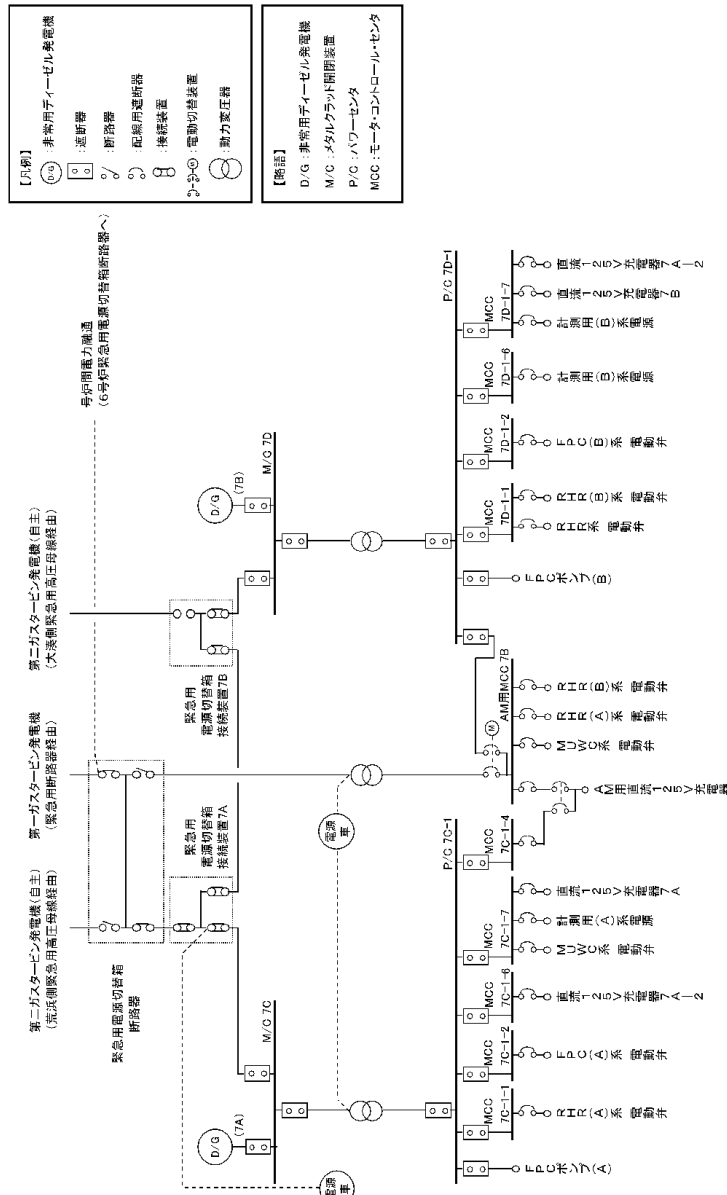 【凡例】
D/G :非常用ディーゼル発電機
:遮断器
:断路器
:配線用遮断器
:接続装置
M :電動切替装置
:動力変圧器
【略語】
D/G :非常用ディーゼル発電機
M/C :メタルクラッド開閉装置
P/C :パワーセンタ
MCC :モータ・コントロール・センタ
第二ガスタービン発電機(自主)
(荒浜側緊急用高圧母線経由)
第一ガスタービン発電機
(緊急用断路器経由)
第二ガスタービン発電機(自主)
(大湊側緊急用高圧母線経由)
号炉間電力融通
(6号炉緊急用電源切替箱断路器へ)
緊急用電源切替箱
断路器
緊急用
電源切替箱
接続装置7A
緊急用
電源切替箱
接続装置7B
D/G
(7A)
M/C 7C
D/G
(7B)
M/C 7D
電源
車
電源
車
P/C 7C-1
P/C 7D-1
M
AM用MCC 7B
MCC
7C-1-1
MCC
7C-1-2
MCC
7C-1-6
MCC
7C-1-7
MCC
7C-1-4
MCC
7D-1-1
MCC
7D-1-2
MCC
7D-1-6
MCC
7D-1-7
FPCポンプ(A)
RHR(A)系 電動弁
FPC(A)系 電動弁
直流125V充電器7A-2
MUWC系 電動弁
計測用(A)系電源
直流125V充電器7A
AM用直流125V充電器
MUWC系 電動弁
RHR(A)系 電動弁
RHR(B)系 電動弁
FPCポンプ(B)
RHR系 電動弁
RHR(B)系 電動弁
FPC(B)系 電動弁
計測用(B)系電源
計測用(B)系電源
直流125V充電器7B
直流125V充電器7A-2